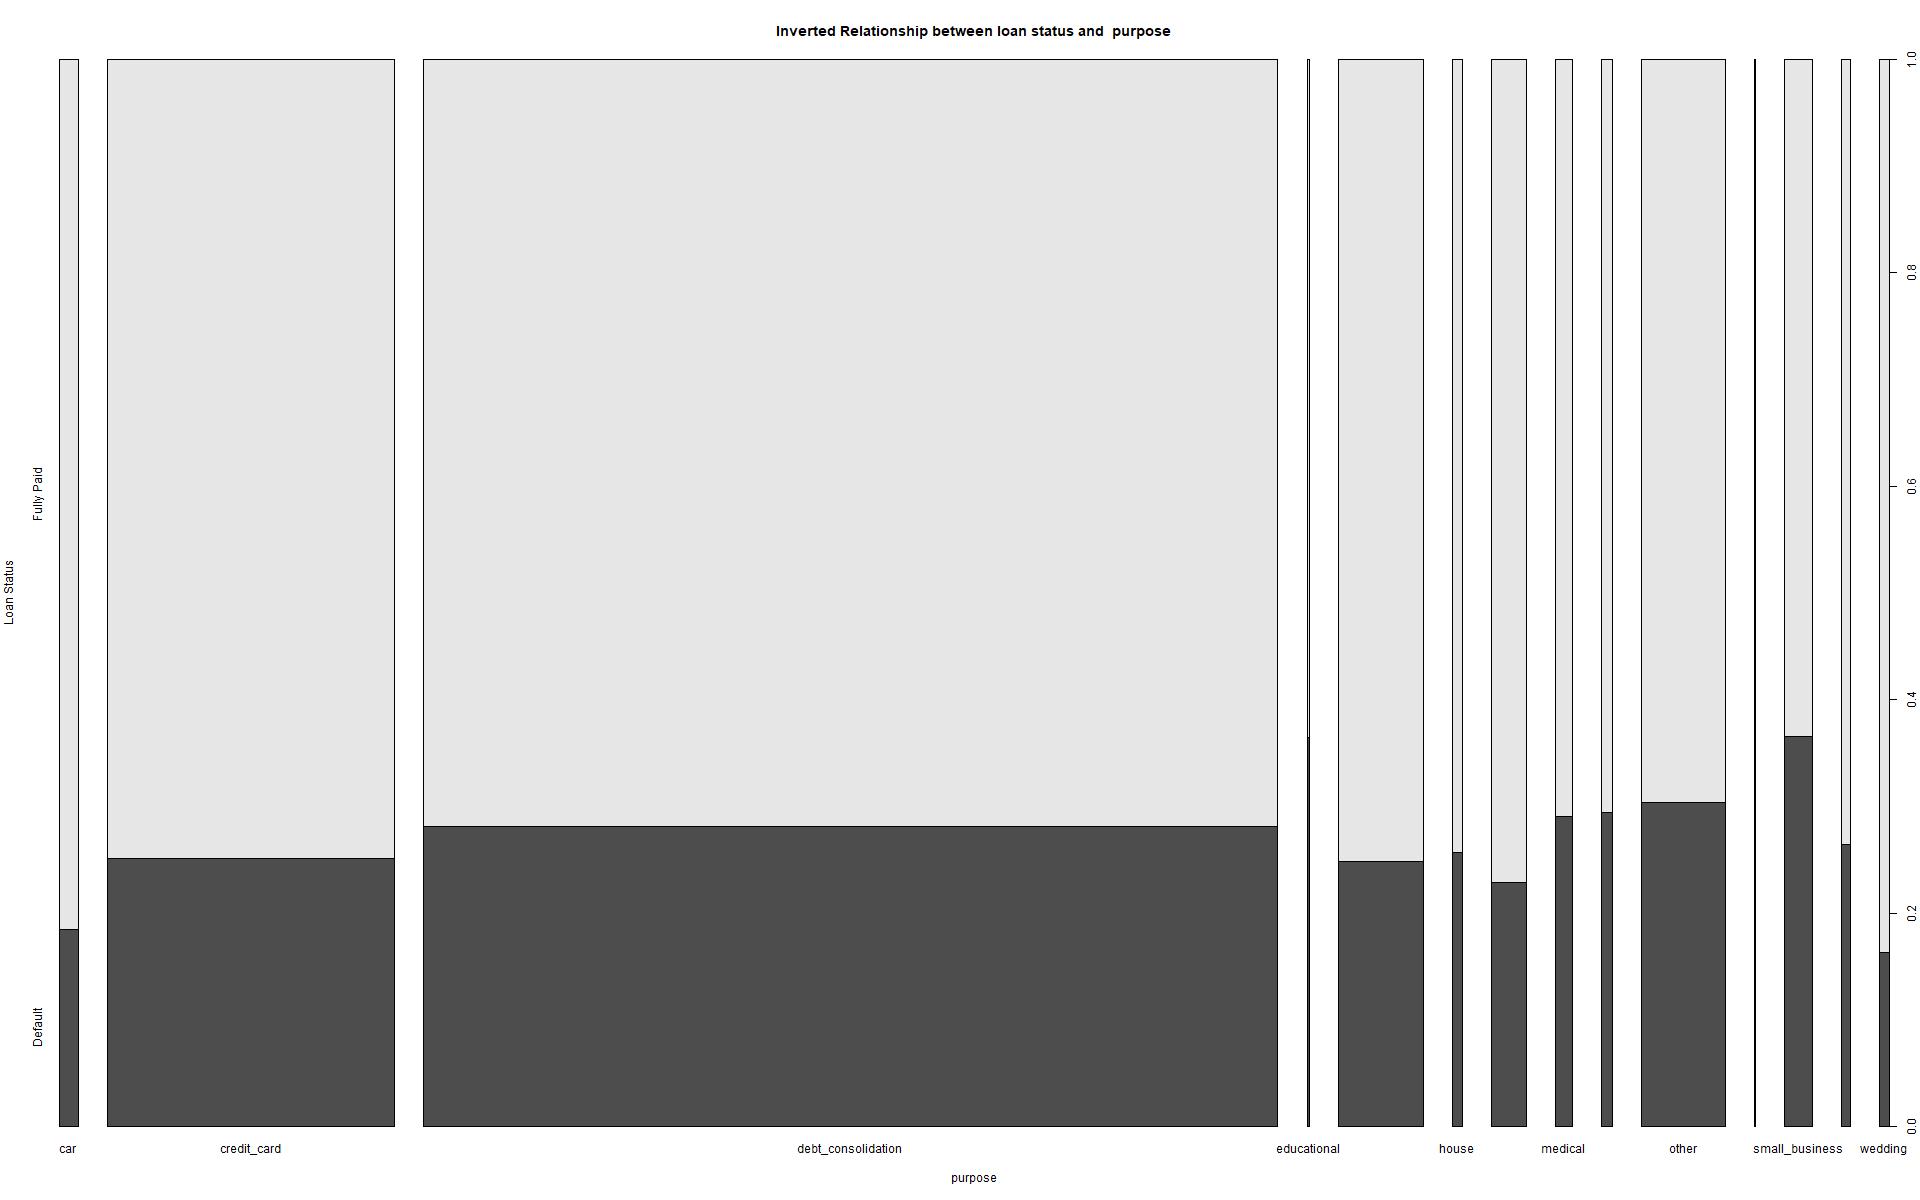 Inverted Relationship between loan status and  purpose
Loan Status
Fully Paid
Default
1.0
0.8
0.6
0.4
0.2
0.0
car
credit_card
debt_consolidation
educational
house
medical
other
small_business
wedding
purpose